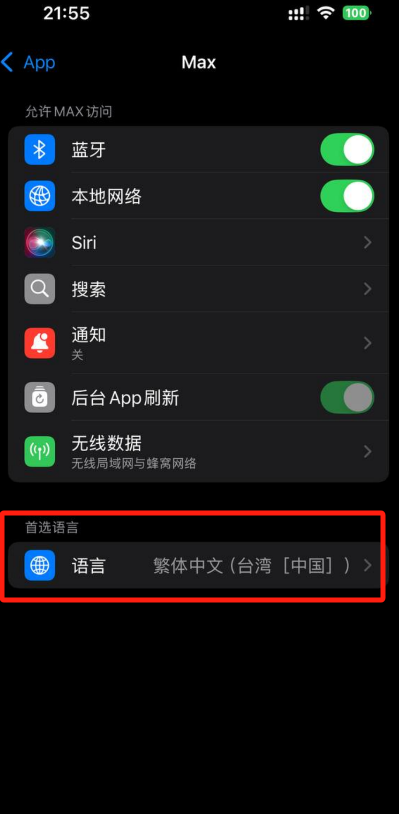 21:55
100
App
Max
允许 MAX 访问
蓝牙
本地网络
Siri
搜索
通知
关
后台 App 刷新
无线数据
无线局域网与蜂窝网络
首选语言
语言 繁体中文（台湾［中国］）